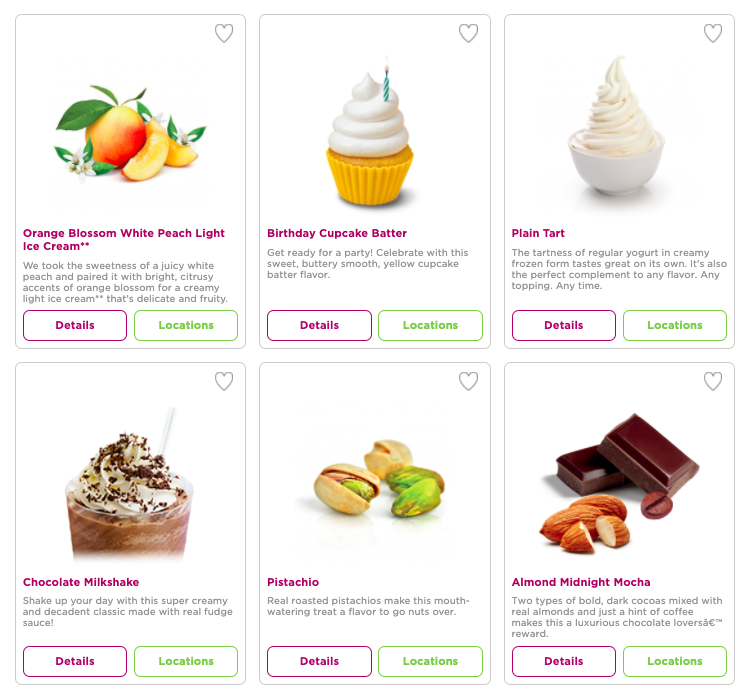 Orange Blossom White Peach Light
Ice Cream**
We took the sweetness of a juicy white
peach and paired it with bright, citrusy
accents of orange blossom for a creamy
light ice cream** that's delicate and fruity.
Details
Locations
Birthday Cupcake Batter
Get ready for a party! Celebrate with this
sweet, buttery smooth, yellow cupcake
batter flavor.
Details
Locations
Plain Tart
The tartness of regular yogurt in creamy
frozen form tastes great on its own. It's also
the perfect complement to any flavor. Any
topping. Any time.
Details
Locations
Chocolate Milkshake
Shake up your day with this super creamy
and decadent classic made with real fudge
sauce!
Details
Locations
Pistachio
Real roasted pistachios make this mouth-
watering treat a flavor to go nuts over.
Details
Locations
Almond Midnight Mocha
Two types of bold, dark cocoas mixed with
real almonds and just a hint of coffee
makes this a luxurious chocolate loversâ€™
reward.
Details
Locations